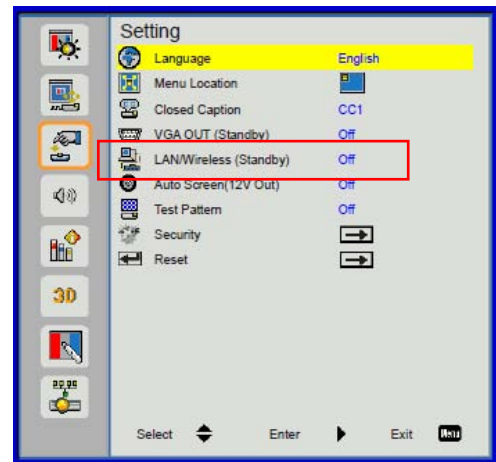 Setting
Language English
Menu Location
Closed Caption CC1
VGA OUT (Standby) Off
LAN/Wireless (Standby) Off
Auto Screen(12V Out) Off
Test Pattern Off
Security
Reset
3D
Select Enter Exit Menu